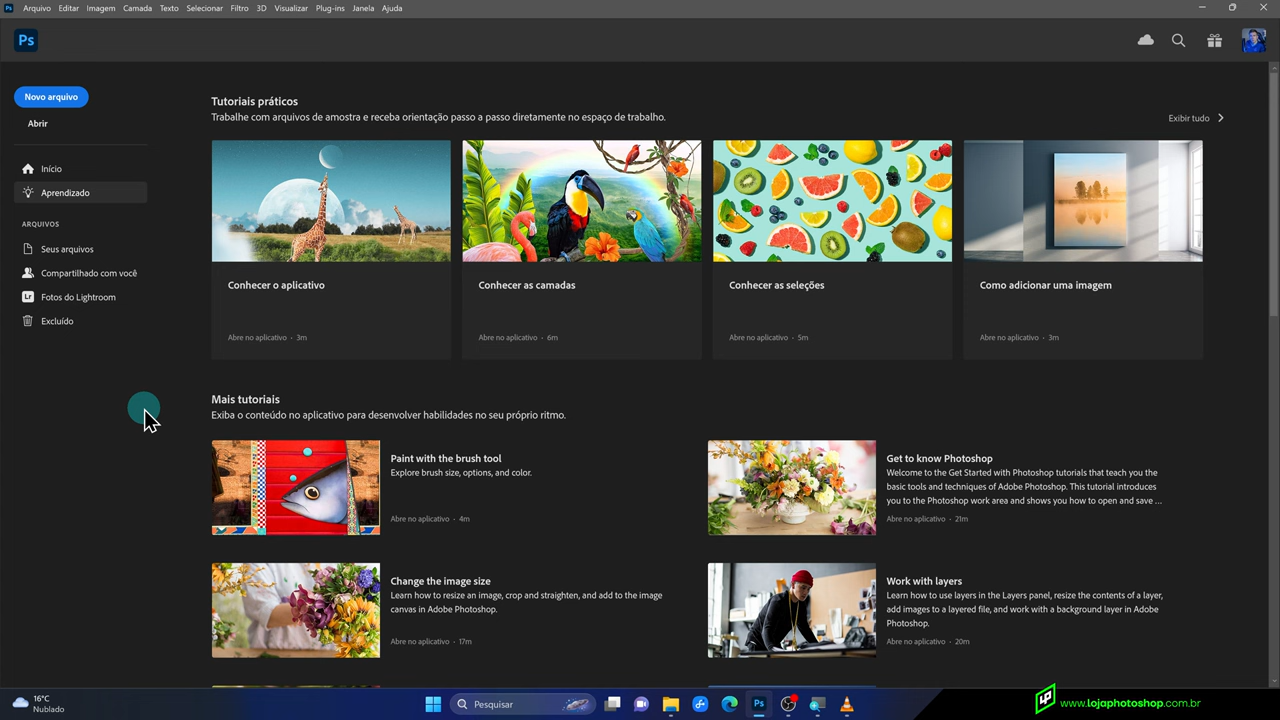 Ps Arquivo Editar Imagem Camada Texto Selecionar Filtro 3D Visualizar Plug-ins Janela Ajuda
Ps
Novo arquivo
Abrir
Início
Aprendizado
ARQUIVOS
Seus arquivos
Compartilhado com você
Lr Fotos do Lightroom
Excluído
Tutoriais práticos
Trabalhe com arquivos de amostra e receba orientação passo a passo diretamente no espaço de trabalho.
Exibir tudo
Conhecer o aplicativo
Abre no aplicativo • 3m
Conhecer as camadas
Abre no aplicativo • 6m
Conhecer as seleções
Abre no aplicativo • 5m
Como adicionar uma imagem
Abre no aplicativo • 3m
Mais tutoriais
Exiba o conteúdo no aplicativo para desenvolver habilidades no seu próprio ritmo.
Paint with the brush tool
Explore brush size, options, and color.
Abre no aplicativo • 4m
Get to know Photoshop
Welcome to the Get Started with Photoshop tutorials that teach you the
basic tools and techniques of Adobe Photoshop. This tutorial introduces
you to the Photoshop work area and shows you how to open and save ...
Abre no aplicativo • 21m
Change the image size
Learn how to resize an image, crop and straighten, and add to the image
canvas in Adobe Photoshop.
Abre no aplicativo • 17m
Work with layers
Learn how to use layers in the Layers panel, resize the contents of a layer,
add images to a layered file, and work with a background layer in Adobe
Photoshop.
Abre no aplicativo • 20m
16°C
Nublado
Pesquisar
Ps
www.lojaphotoshop.com.br